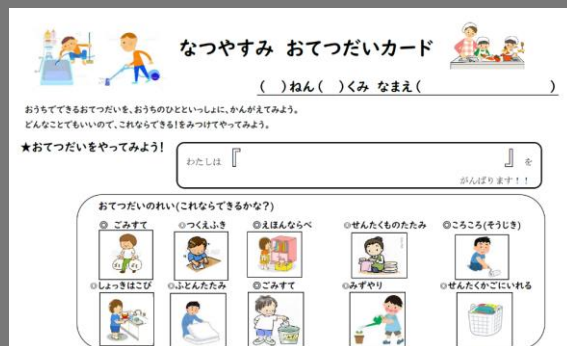 なつやすみ おてつだいカード
(　)ねん(　)くみ なまえ(　　　　　　　)
おうちでできるおてつだいを、おうちのひとといっしょに、かんがえてみよう。
どんなことでもいいので、これならできる！をみつけてやってみよう。
★おてつだいをやってみよう！
わたしは『　　　　　　　　』を
がんばります！！
おてつだいのれい(これならできるかな？)
◎ ごみすて ◎つくえふき ◎えほんならべ ◎せんたくものたたみ ◎ころころ(そうじき)
◎しょっきはこび ◎ふとんたたみ ◎ごみすて ◎みずやり ◎せんたくかごにいれる